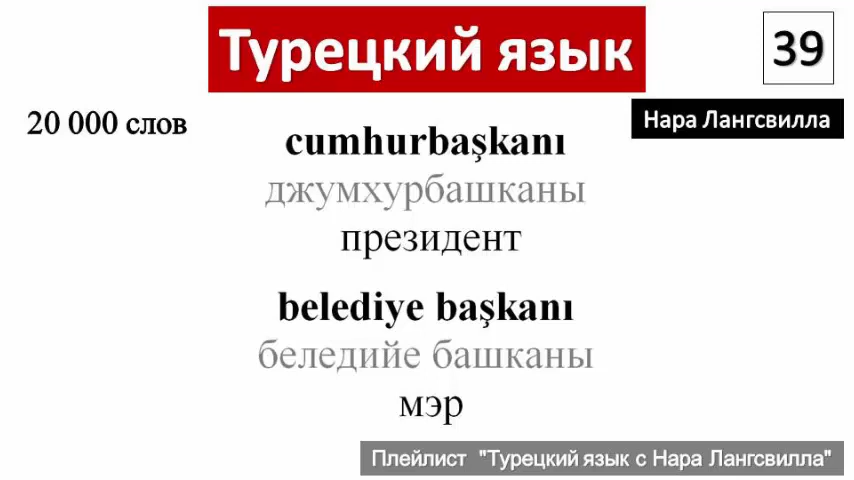 Турецкий язык
39
20 000 слов
Нара Лангсвилла
cumhurbaşkanı
джумхурбашканы
президент
belediye başkanı
беледийе башканы
мэр
Плейлист "Турецкий язык с Нара Лангсвилла"